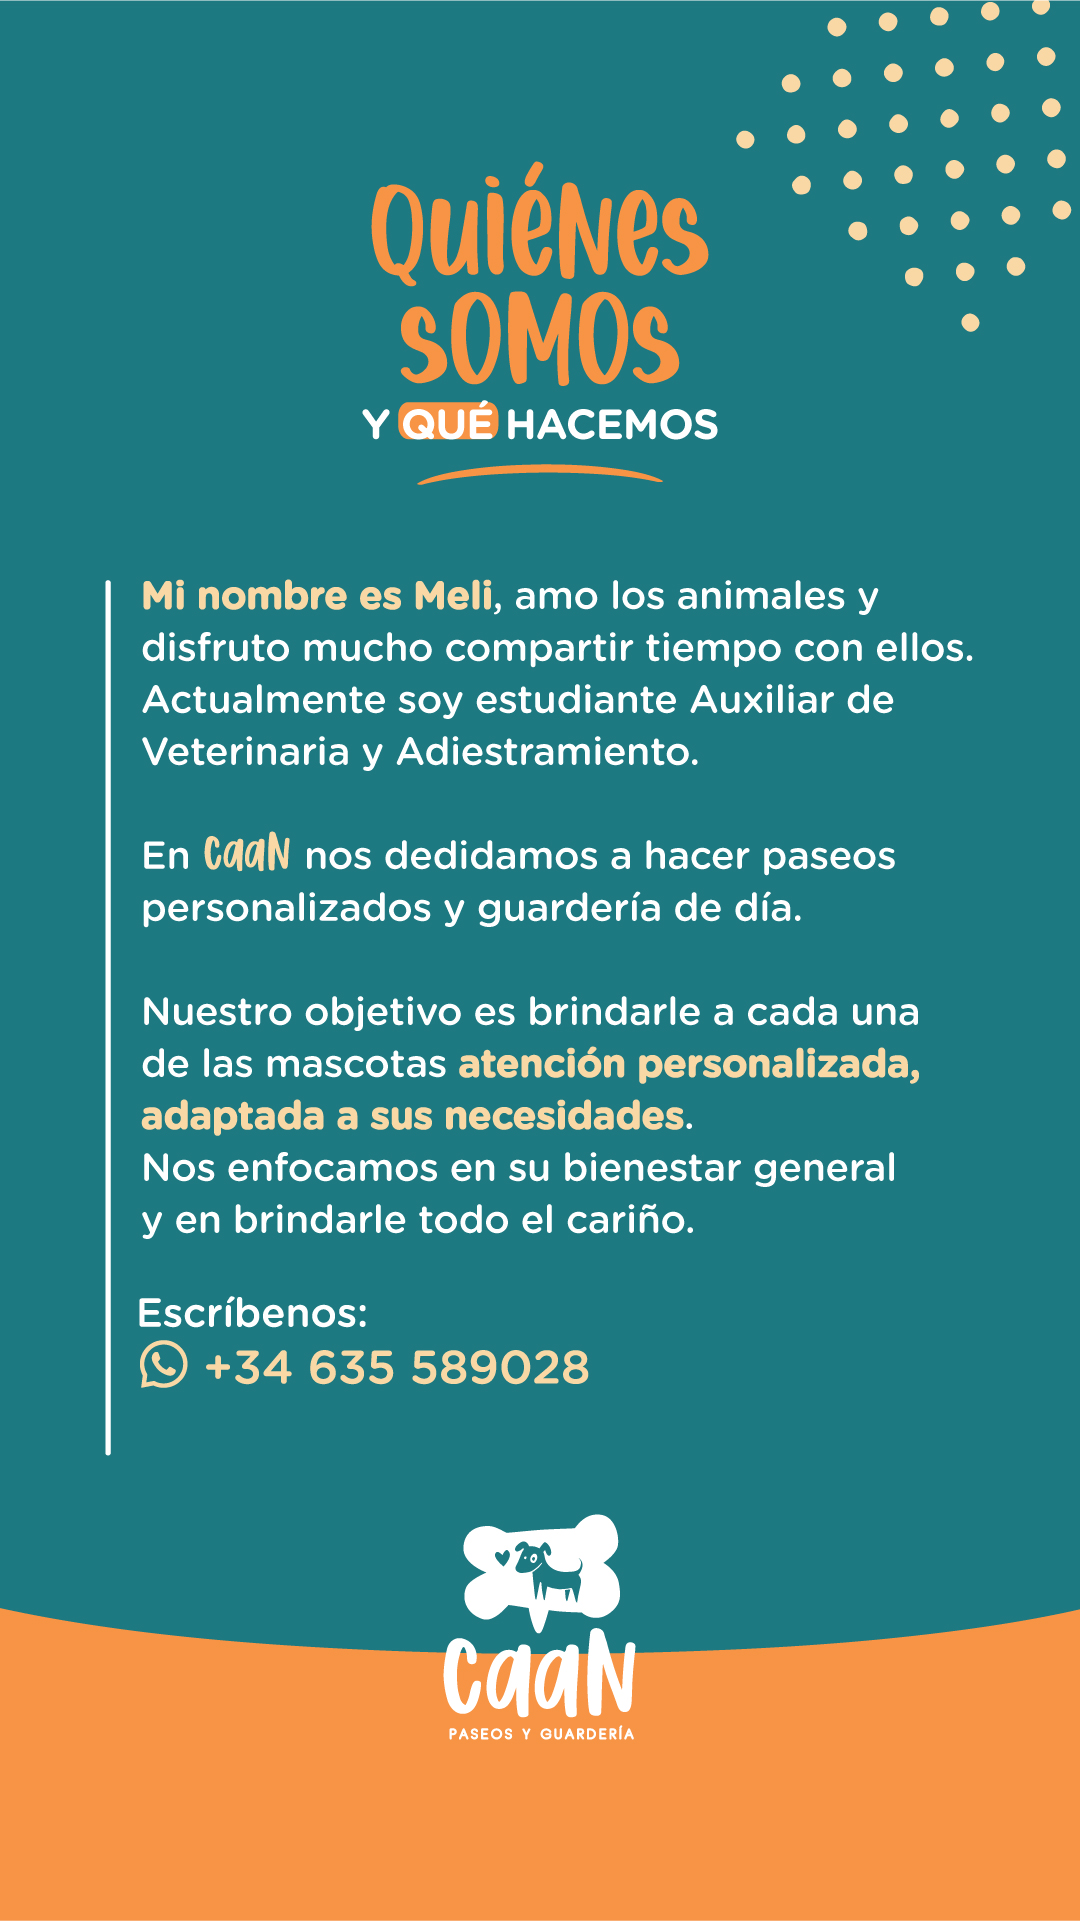 Quiénes
somos
Y QUÉ HACEMOS
Mi nombre es Meli, amo los animales y
disfruto mucho compartir tiempo con ellos.
Actualmente soy estudiante Auxiliar de
Veterinaria y Adiestramiento.
En caaN nos dedidamos a hacer paseos
personalizados y guardería de día.
Nuestro objetivo es brindarle a cada una
de las mascotas atención personalizada,
adaptada a sus necesidades.
Nos enfocamos en su bienestar general
y en brindarle todo el cariño.
Escríbenos:
+34 635 589028
caaN
PASEOS Y GUARDERÍA